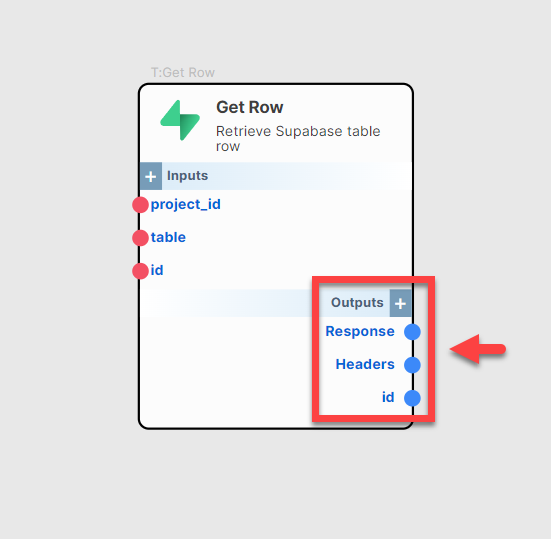 T:Get Row
Get Row
Retrieve Supabase table
row
+ Inputs
project_id
table
id
Outputs +
Response
Headers
id